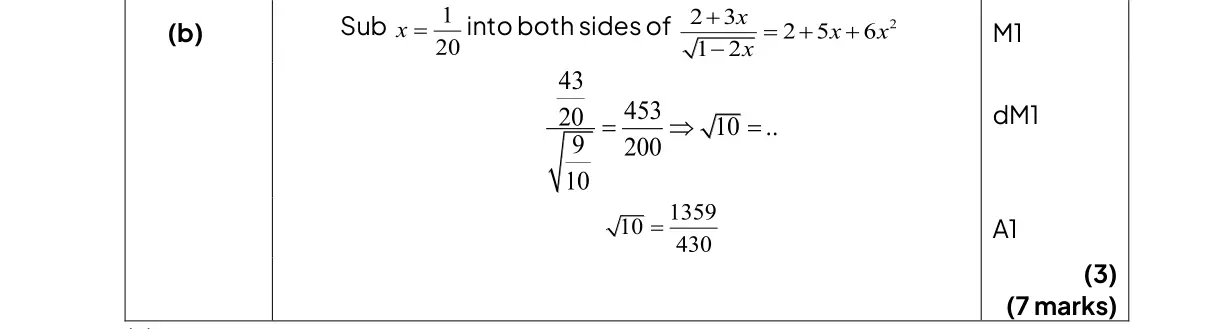 (b) Sub x = 1/20 into both sides of (2+3x)/√(1−2x) = 2+5x+6x² M1
(43/20)/√(9/10) = 453/200 ⇒ √10 = .. dM1
√10 = 1359/430 A1
(3)
(7 marks)